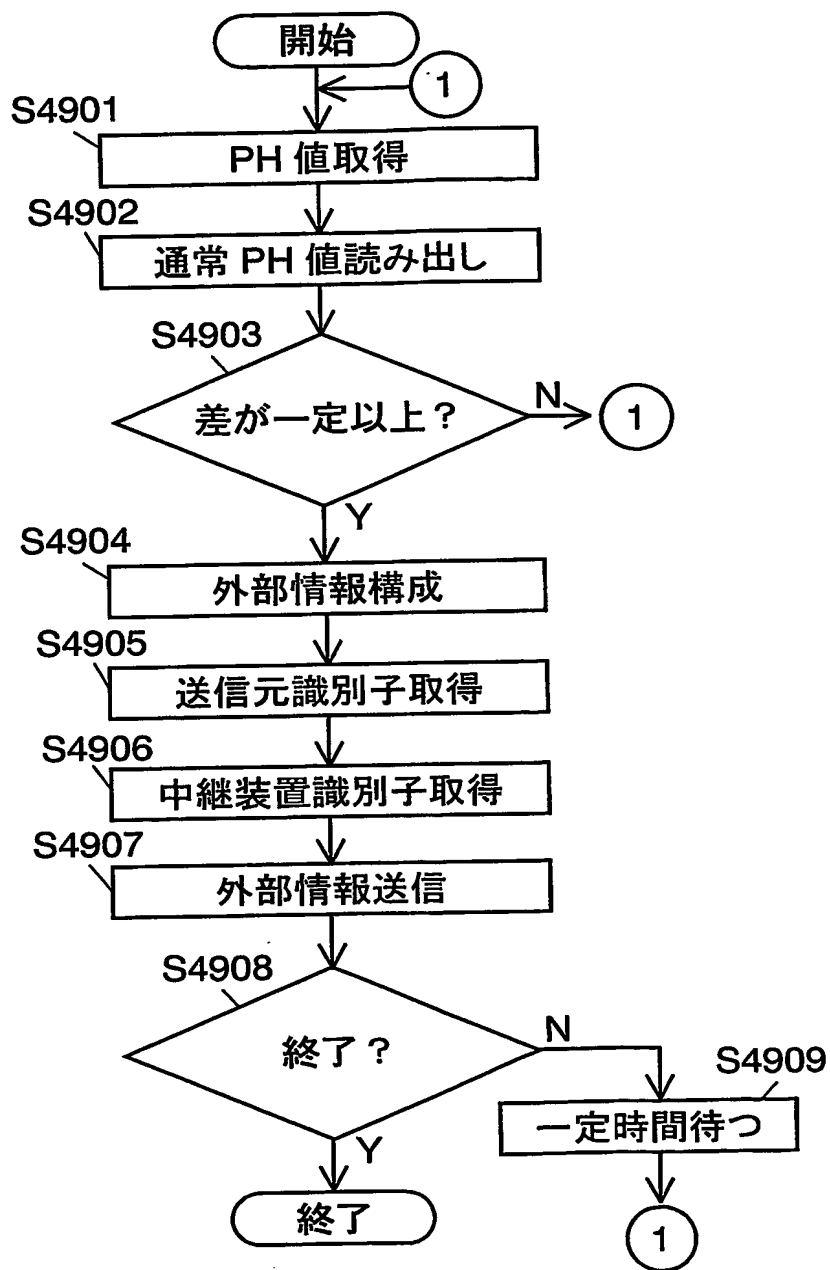 開始
1
S4901
PH 値取得
S4902
通常 PH 値読み出し
S4903
差が一定以上?
N
1
Y
S4904
外部情報構成
S4905
送信元識別子取得
S4906
中継装置識別子取得
S4907
外部情報送信
S4908
終了?
N
S4909
一定時間待つ
Y
終了
1